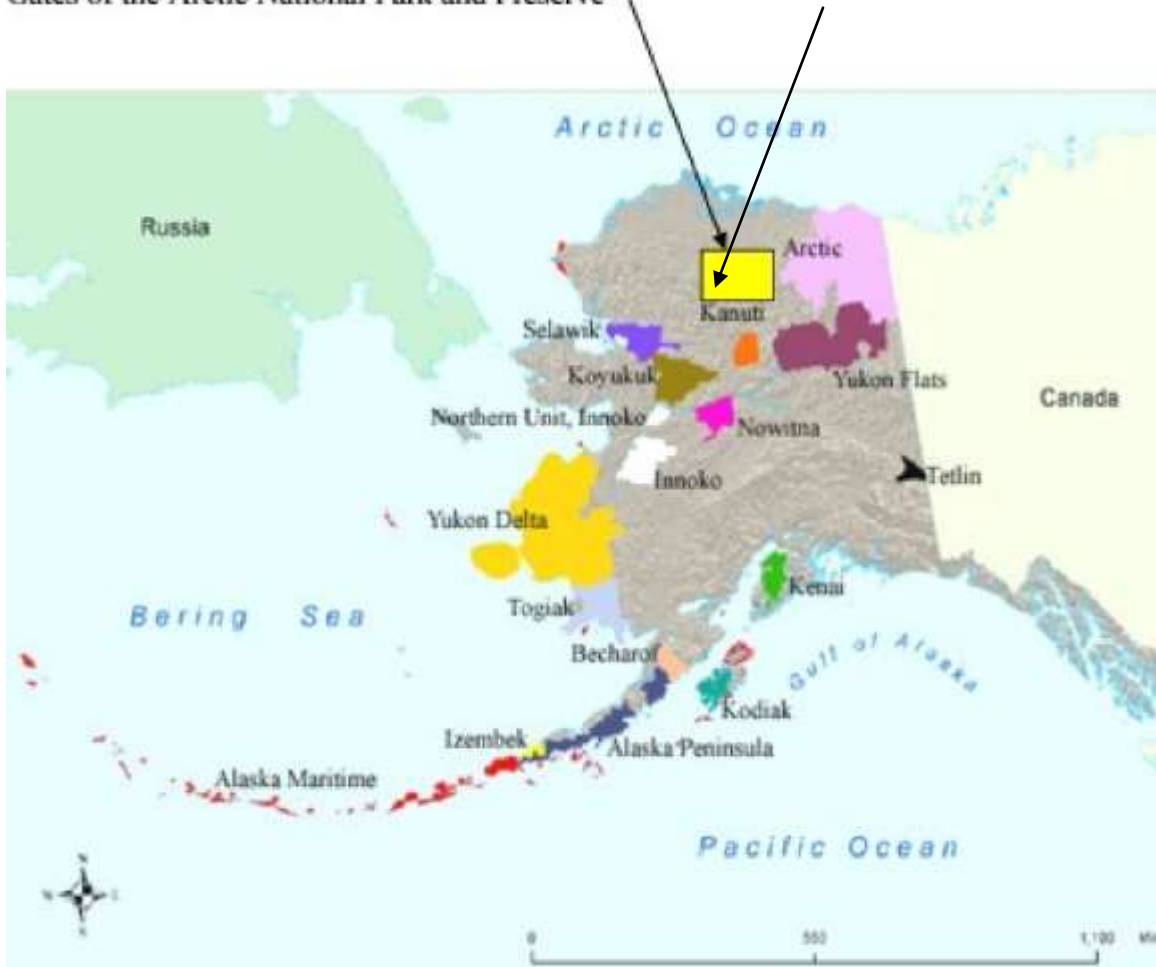 Gates of the Arctic National Park and Preserve
Arctic Ocean
Russia
Arctic
Kanuti
Selawik
Koyukuk
Yukon Flats
Canada
Northern Unit, Innoko
Nowitna
Innoko
Tetlin
Yukon Delta
Kenai
Togiak
Bering Sea
Becharof
Gulf of Alaska
Kodiak
Izembek
Alaska Peninsula
Alaska Maritime
Pacific Ocean
N
0 550 1,100